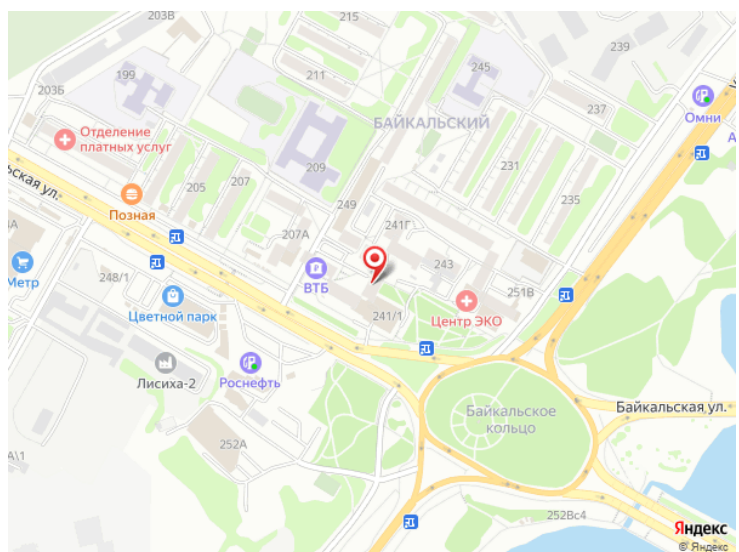 203В
215
239
199
203Б
211
245
Омни
237
БАЙКАЛЬСКИЙ
Отделение
платных услуг
209
231
205
207
235
249
ьская ул.
Позная
241Г
207А
243
248/1
Метр
ВТБ
251В
Центр ЭКО
Цветной парк
241/1
Лисиха-2
Роснефть
Байкальская ул.
Байкальское
кольцо
252А
А\1
252Вс4
Яндекс
© Яндекс